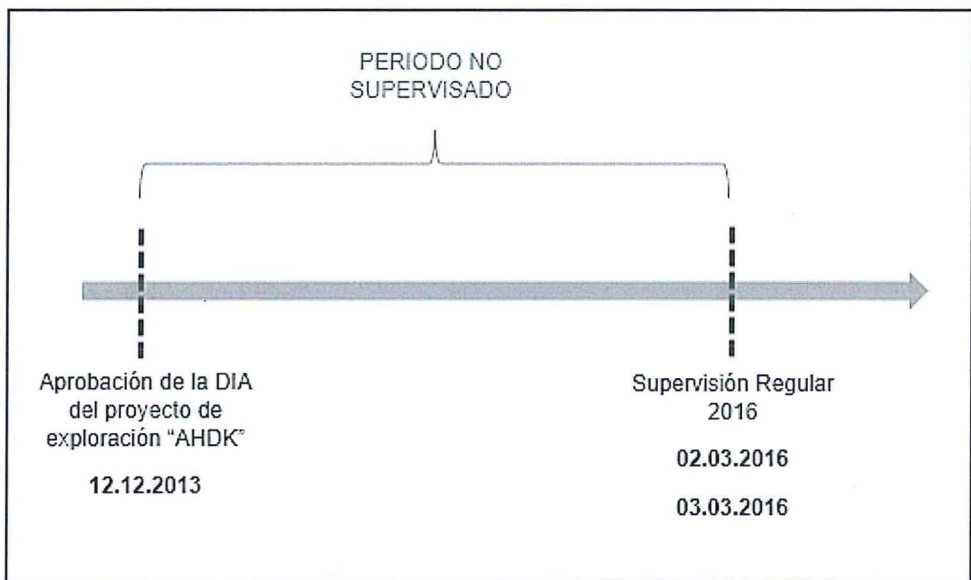 PERIODO NO
SUPERVISADO
Aprobación de la DIA
del proyecto de
exploración “AHDK”
12.12.2013
Supervisión Regular
2016
02.03.2016
03.03.2016